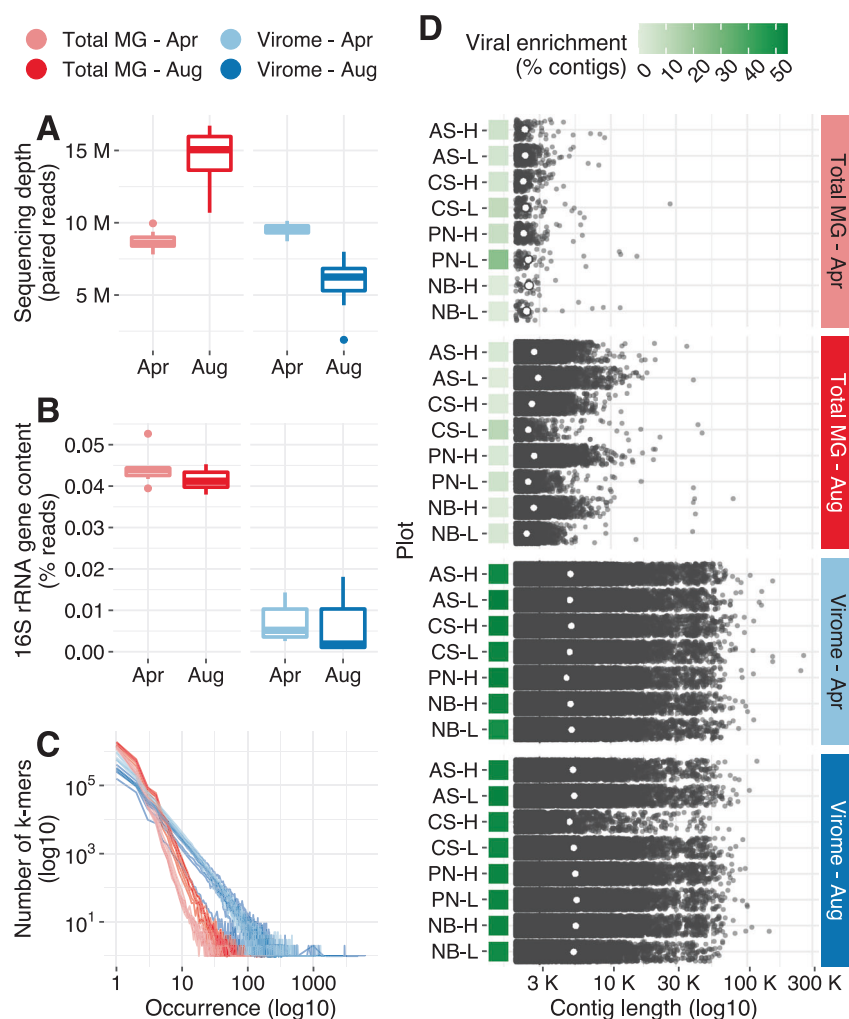 Total MG - Apr
Total MG - Aug
Virome - Apr
Virome - Aug
A
Sequencing depth
(paired reads)
15 M
10 M
5 M
Apr
Aug
Apr
Aug
B
16S rRNA gene content
(% reads)
0.05
0.04
0.03
0.02
0.01
0.00
Apr
Aug
Apr
Aug
C
Number of k-mers
(log10)
10^5
10^3
10^1
1
10
100
1000
Occurrence (log10)
D
Viral enrichment
(% contigs)
0
10
20
30
40
50
Plot
AS-H
AS-L
CS-H
CS-L
PN-H
PN-L
NB-H
NB-L
Total MG - Apr
AS-H
AS-L
CS-H
CS-L
PN-H
PN-L
NB-H
NB-L
Total MG - Aug
AS-H
AS-L
CS-H
CS-L
PN-H
NB-H
NB-L
Virome - Apr
AS-H
AS-L
CS-H
CS-L
PN-H
PN-L
NB-H
NB-L
Virome - Aug
3 K
10 K
30 K
100 K
300 K
Contig length (log10)